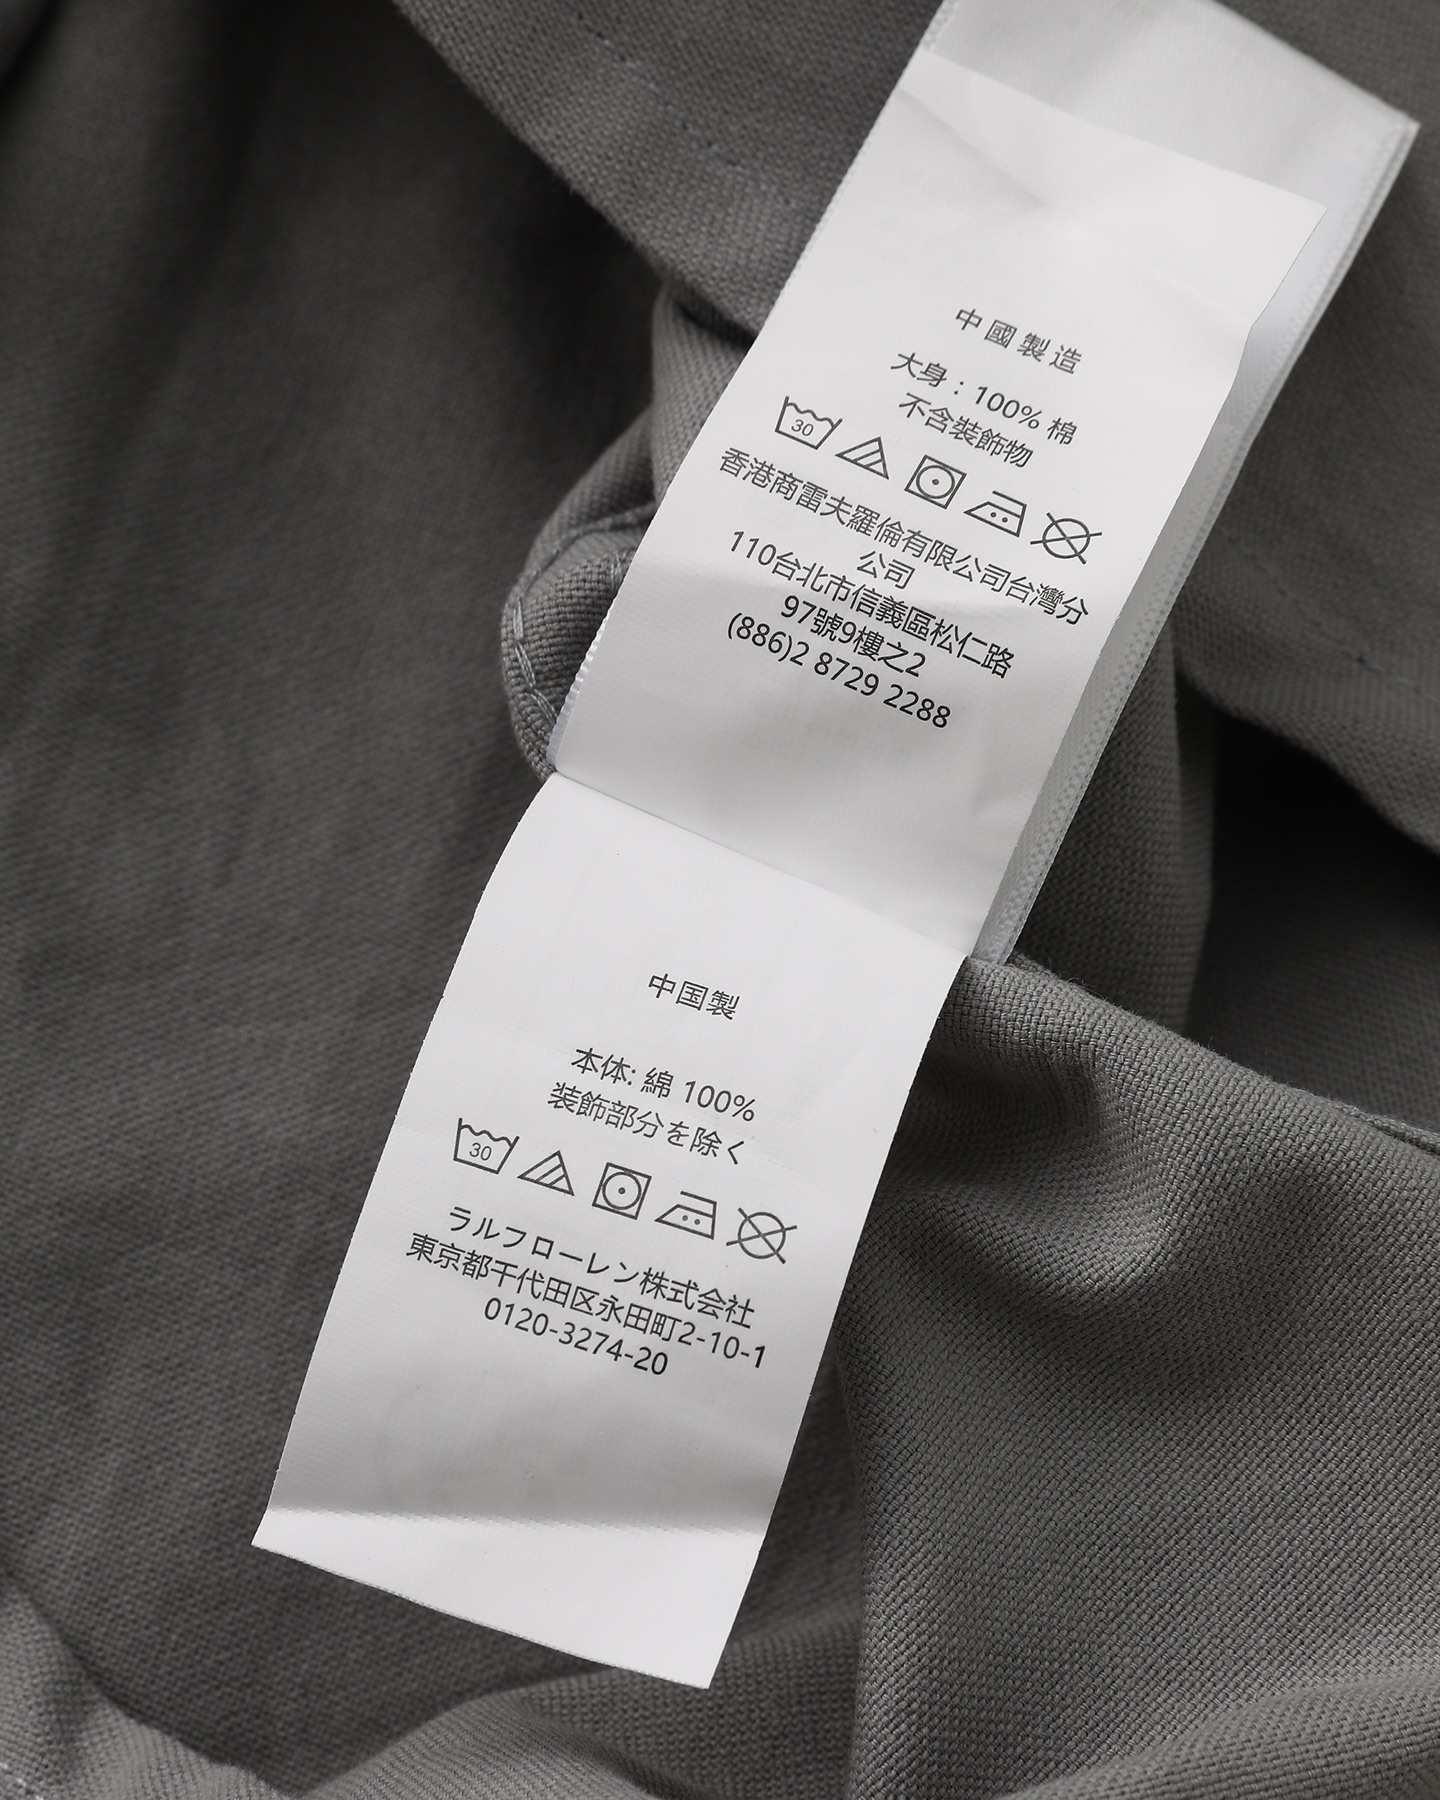 中國製造
大身：100% 棉
不含裝飾物
30
香港商雷夫羅倫有限公司台灣分
公司
110台北市信義區松仁路
97號9樓之2
(886)2 8729 2288
中国製
本体: 綿 100%
装飾部分を除く
30
ラルフローレン株式会社
東京都千代田区永田町2-10-1
0120-3274-20